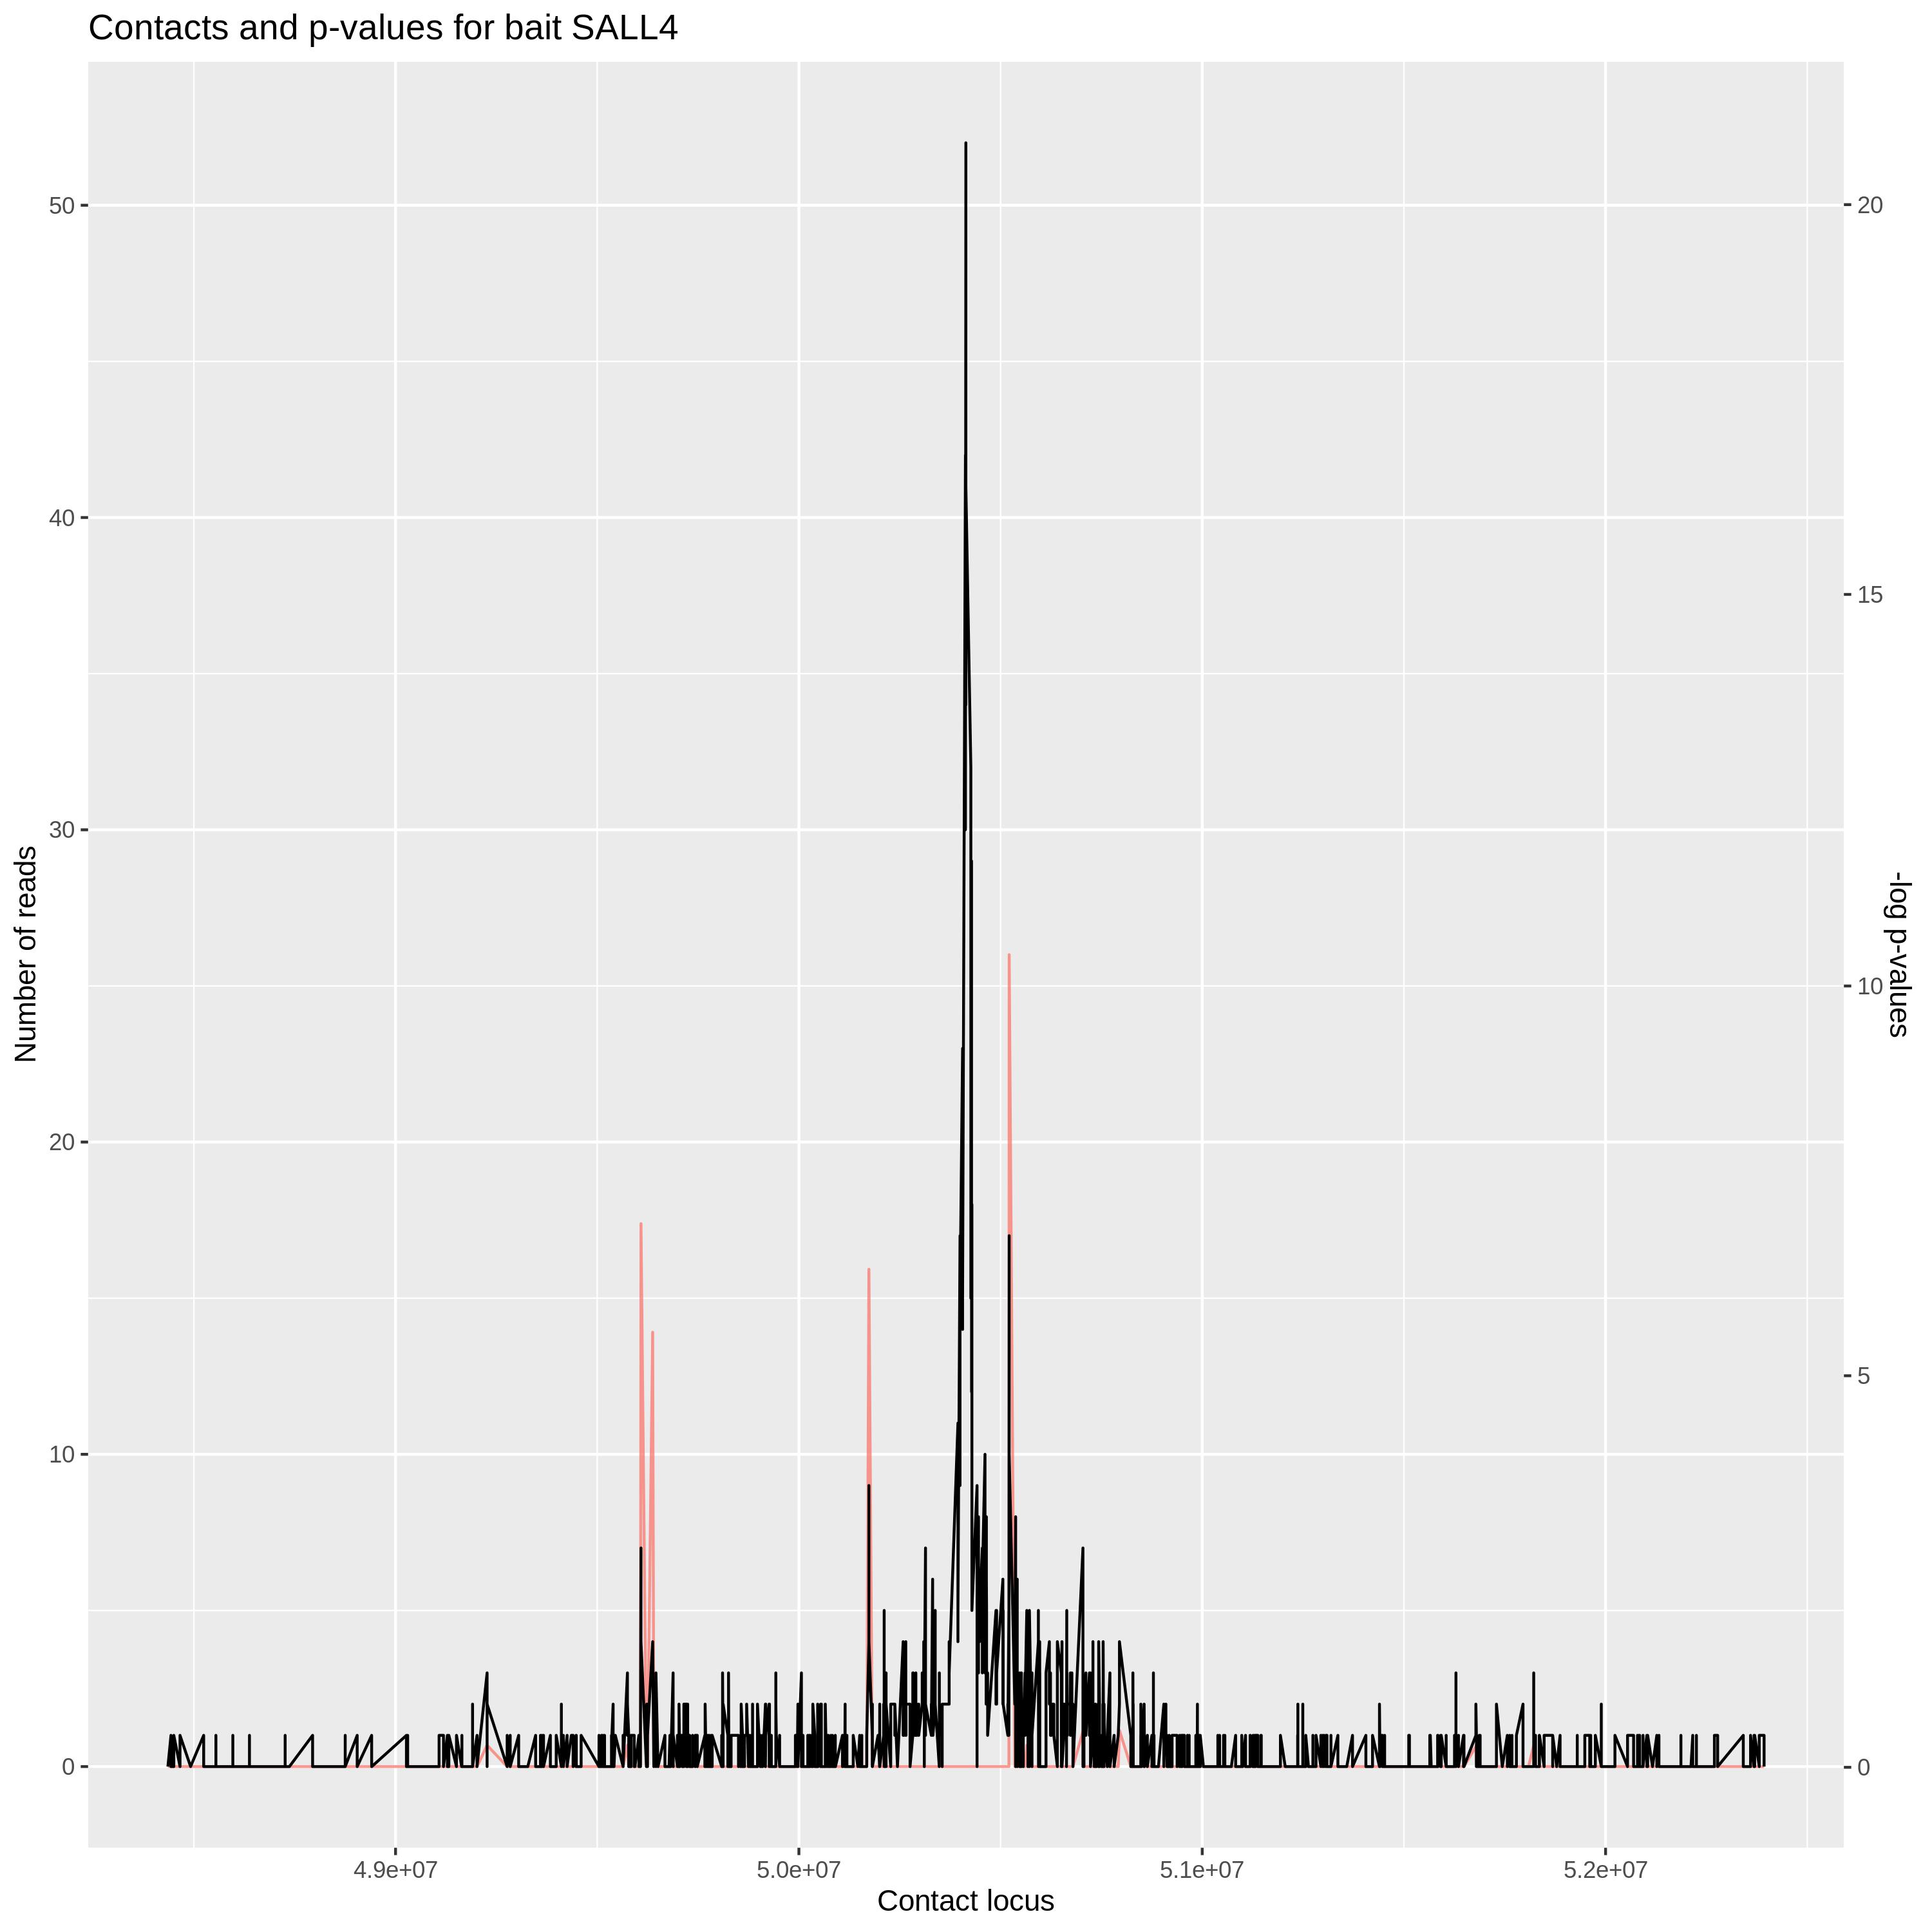 Contacts and p-values for bait SALL4
50
40
30
20
10
0
Number of reads
20
15
10
5
0
-log p-values
4.9e+07
5.0e+07
5.1e+07
5.2e+07
Contact locus